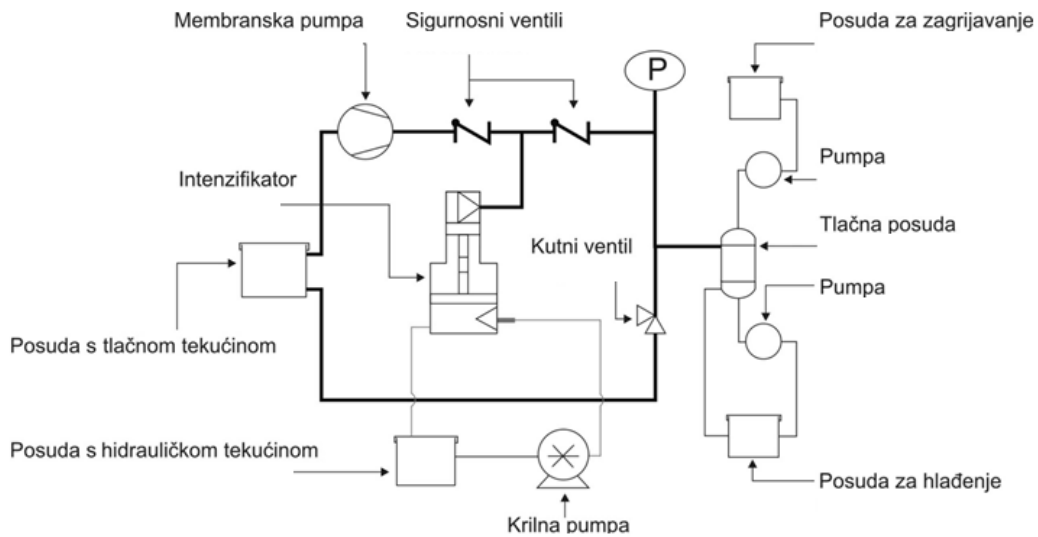 Membranska pumpa
Sigurnosni ventili
Posuda za zagrijavanje
P
Pumpa
Intenzifikator
Tlačna posuda
Kutni ventil
Pumpa
Posuda s tlačnom tekućinom
Posuda s hidrauličkom tekućinom
Posuda za hlađenje
Krilna pumpa